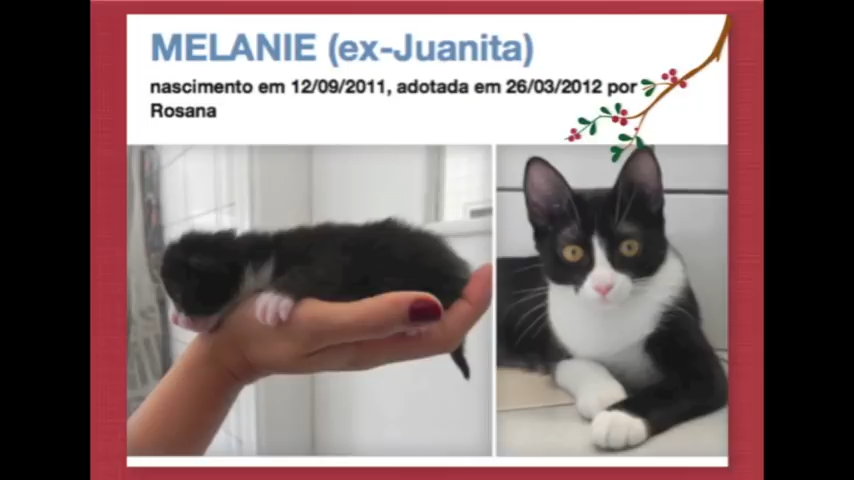 MELANIE (ex-Juanita)
nascimento em 12/09/2011, adotada em 26/03/2012 por
Rosana